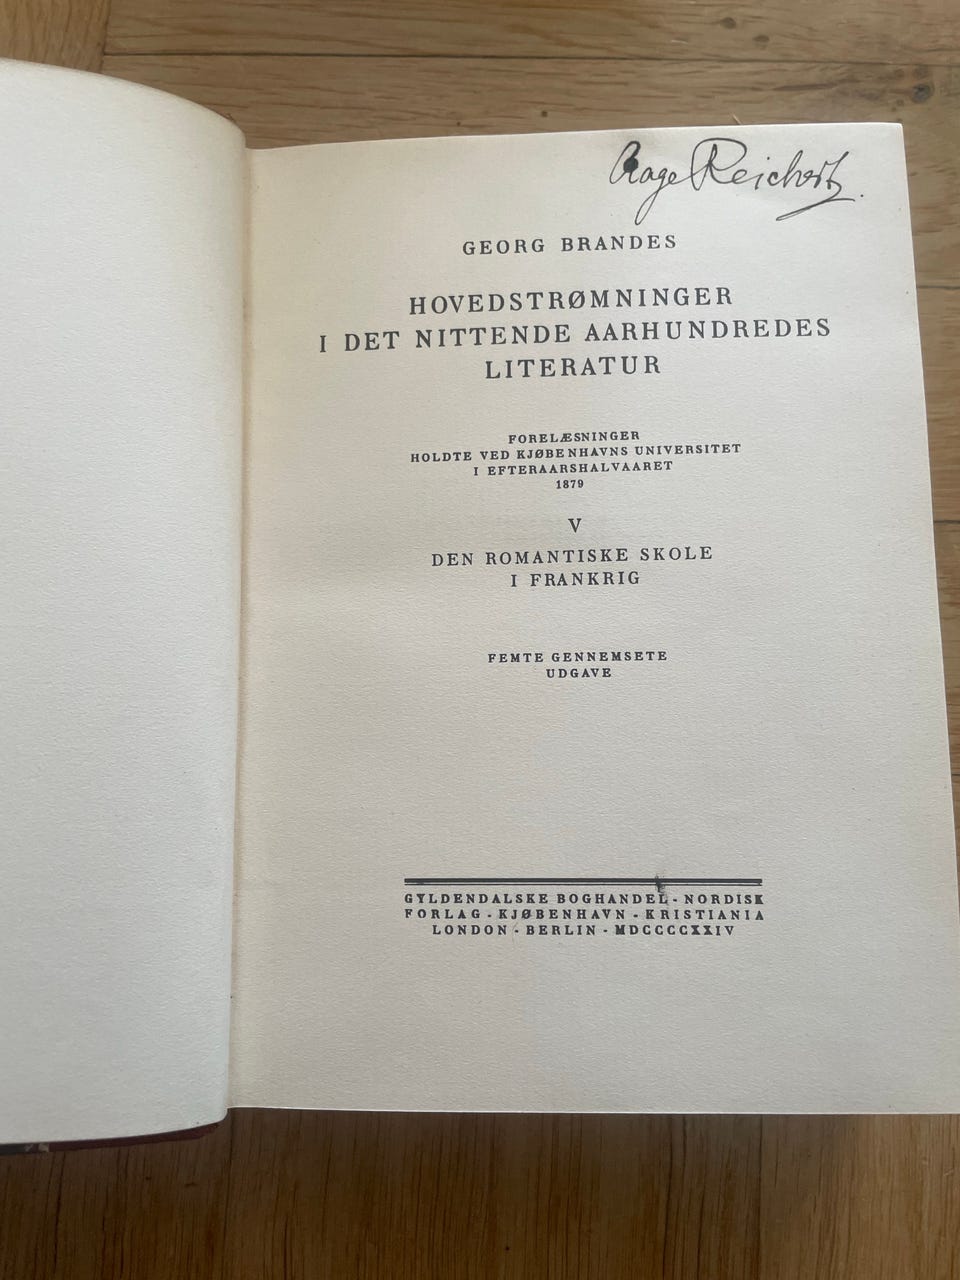 Aage Reichert.
GEORG BRANDES
HOVEDSTRØMNINGER
I DET NITTENDE AARHUNDREDES
LITERATUR
FORELÆSNINGER
HOLDTE VED KJØBENHAVNS UNIVERSITET
I EFTERAARSHALVAARET
1879
V
DEN ROMANTISKE SKOLE
I FRANKRIG
FEMTE GENNEMSETE
UDGAVE
GYLDENDALSKE BOGHANDEL - NORDISK
FORLAG - KJØBENHAVN - KRISTIANIA
LONDON - BERLIN - MDCCCCXXIV